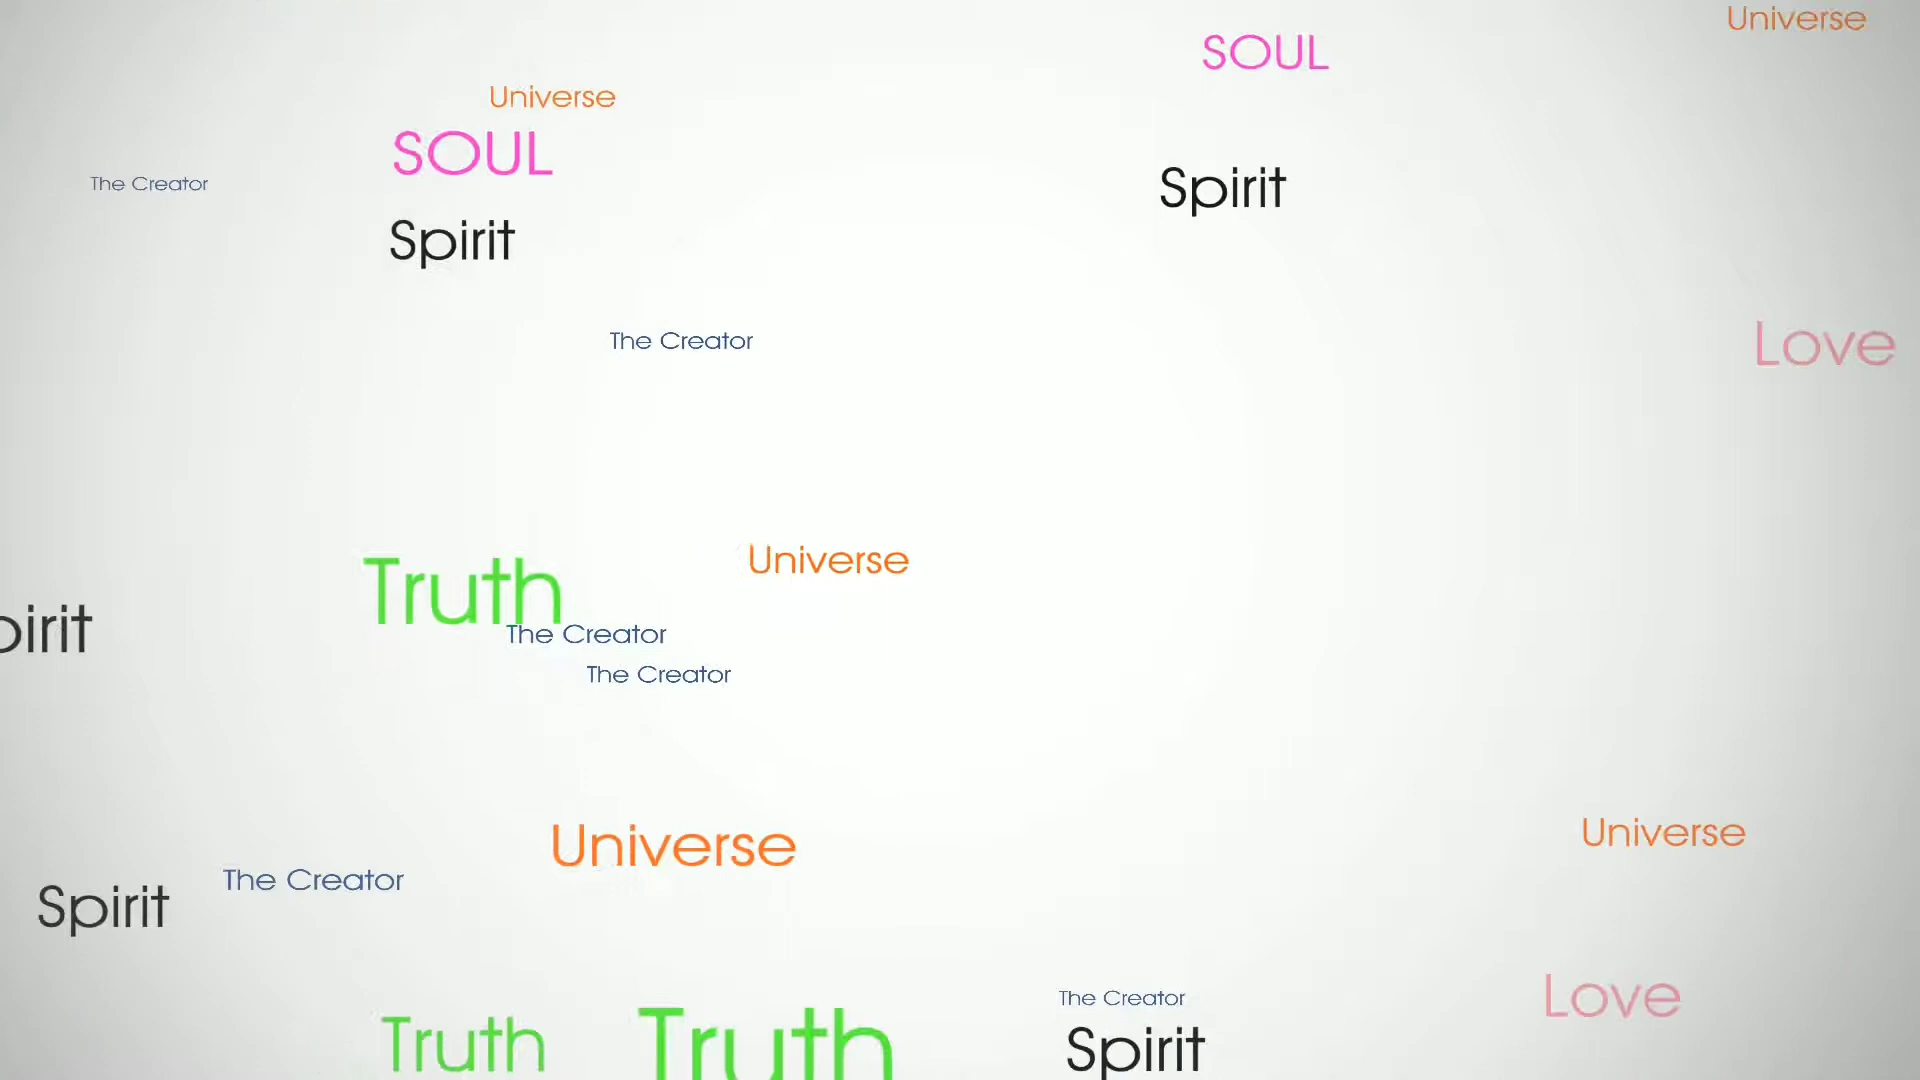 Universe
SOUL
Universe
SOUL
The Creator
Spirit
Spirit
The Creator
Love
Universe
Truth
pirit
The Creator
The Creator
Universe
Universe
The Creator
Spirit
Love
The Creator
Truth
Truth
Spirit